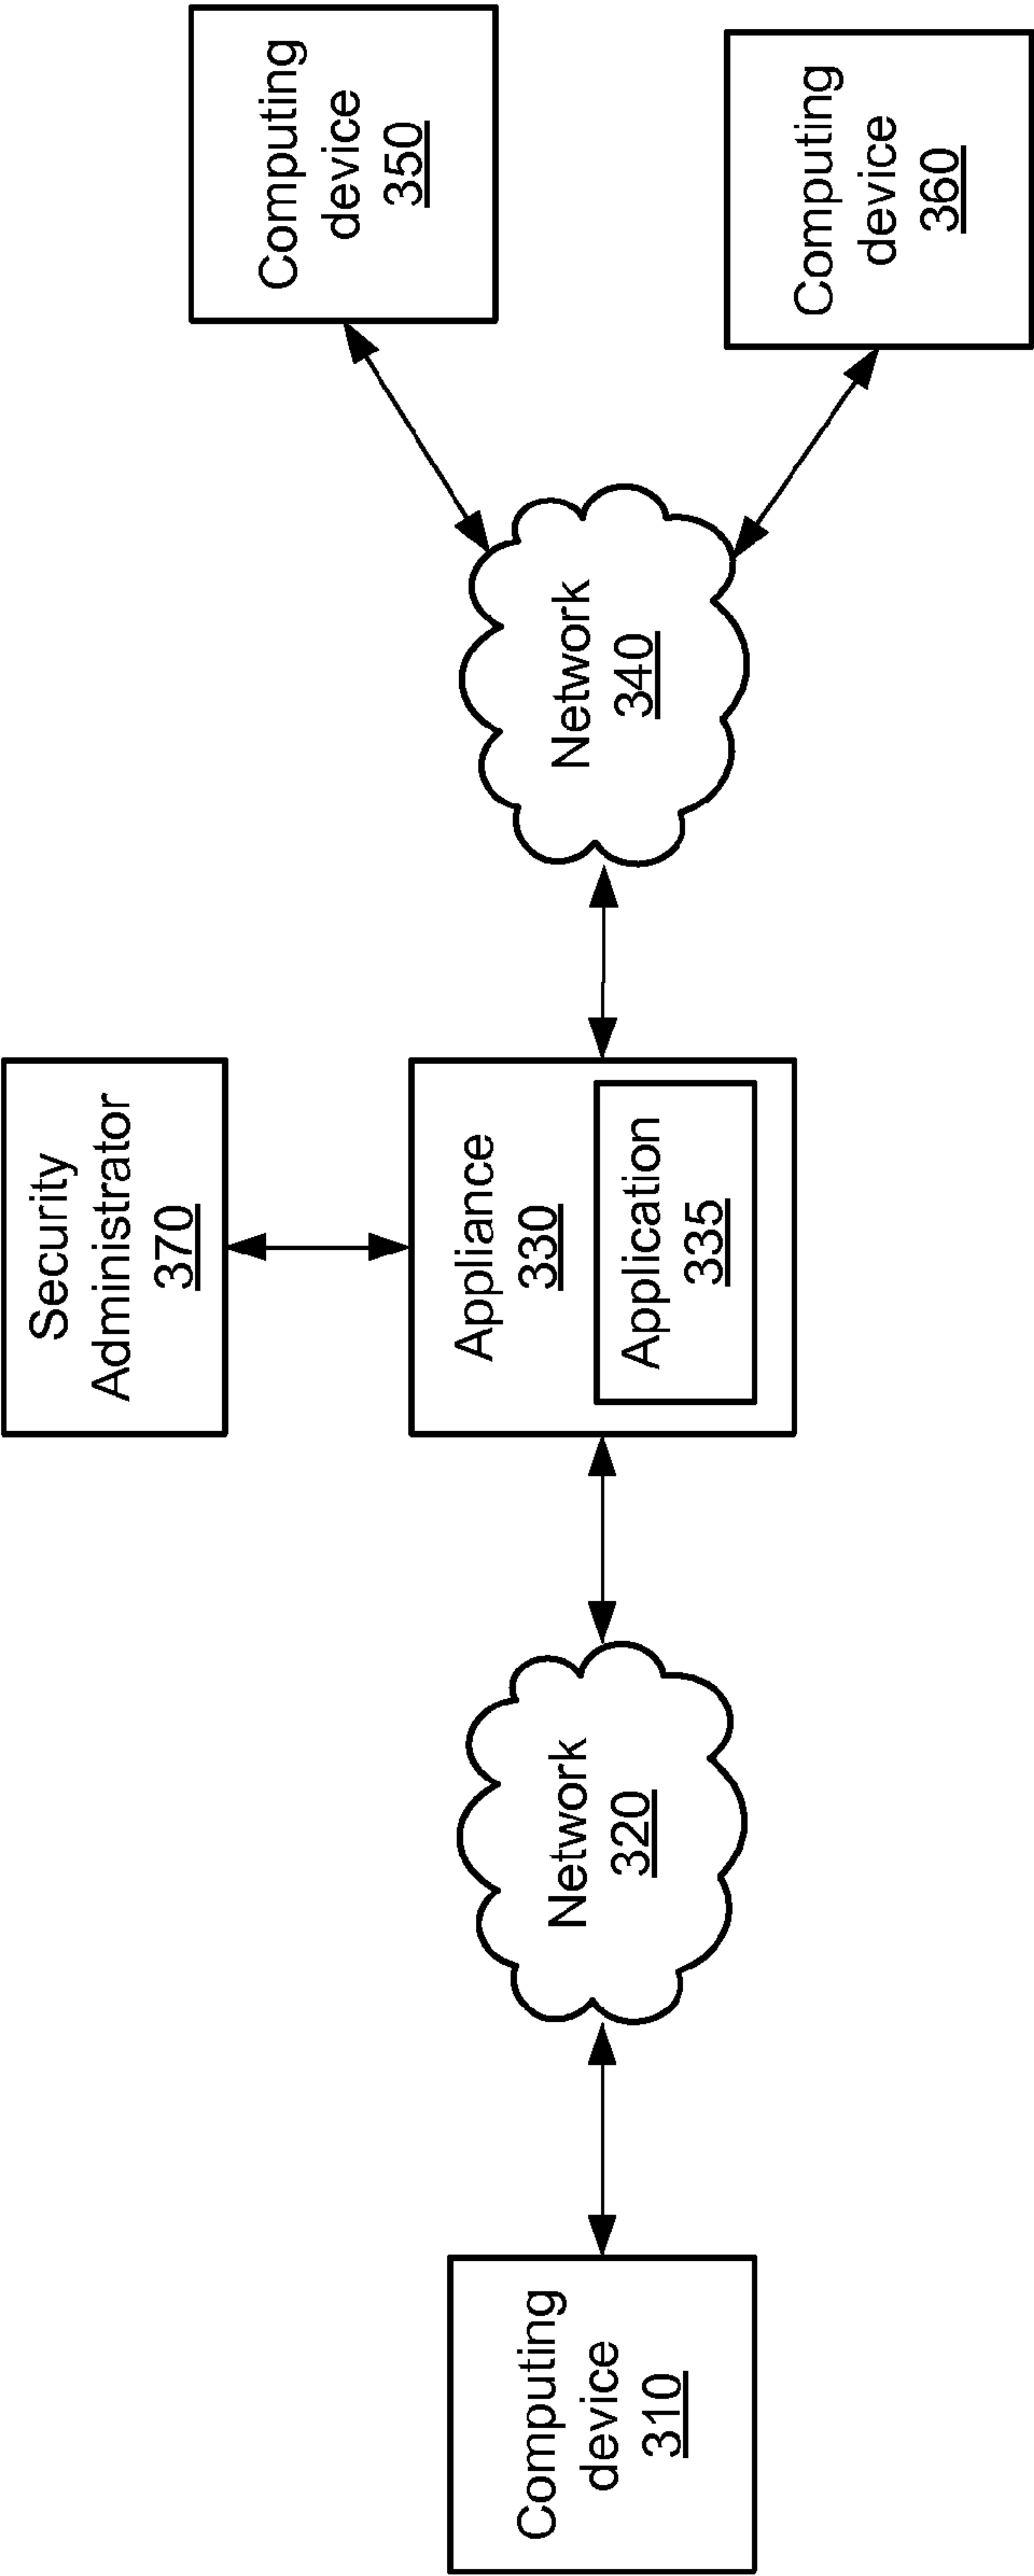 Security
Administrator
370
Computing
device
310
Network
320
Appliance
330
Application
335
Network
340
Computing
device
350
Computing
device
360